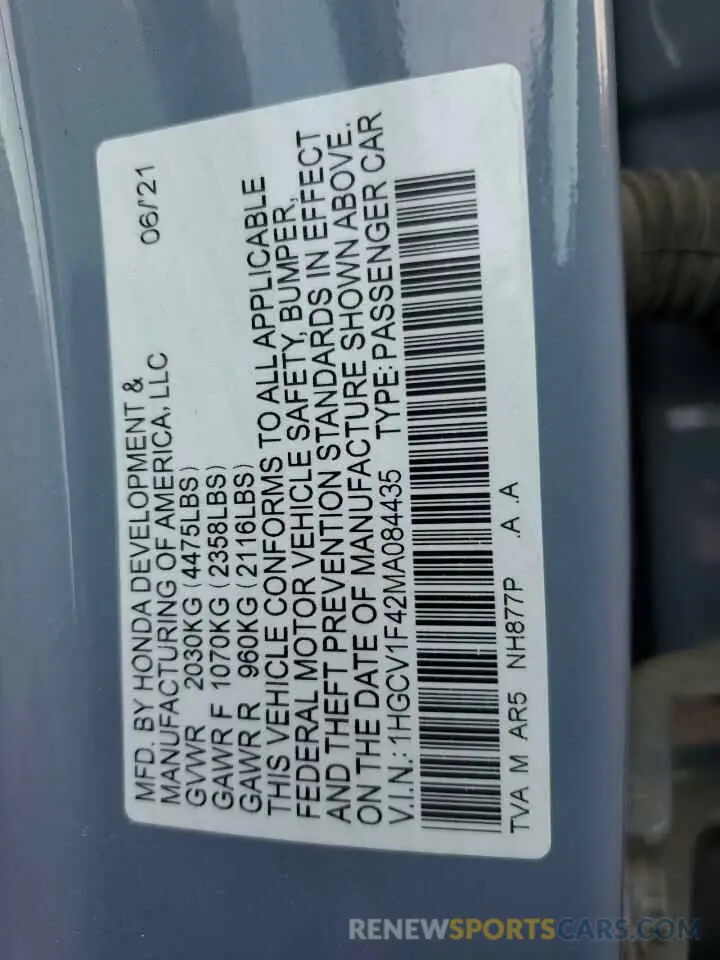 MFD. BY HONDA DEVELOPMENT & 06/'21
MANUFACTURING OF AMERICA, LLC
GVWR 2030KG (4475LBS)
GAWR F 1070KG (2358LBS)
GAWR R 960KG (2116LBS)
THIS VEHICLE CONFORMS TO ALL APPLICABLE
FEDERAL MOTOR VEHICLE SAFETY, BUMPER,
AND THEFT PREVENTION STANDARDS IN EFFECT
ON THE DATE OF MANUFACTURE SHOWN ABOVE.
V.I.N.: 1HGCV1F42MA084435 TYPE: PASSENGER CAR
TVA M AR5 NH877P .A .A
RENEWSPORTSCARS.COM